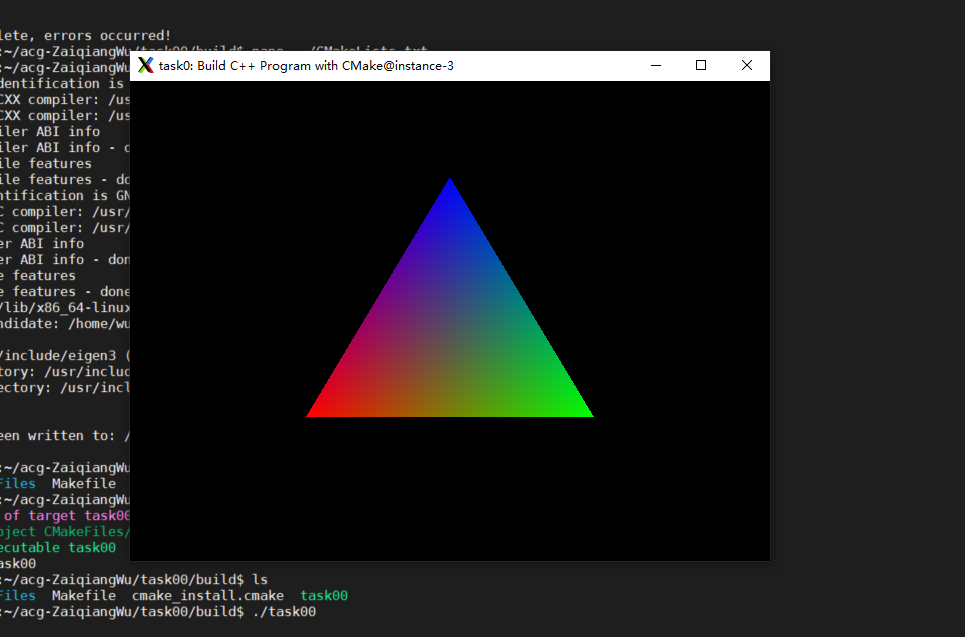 lete, errors occurred!
:~/acg-ZaiqiangWu/task00/build$ nano ../CMakeLists.txt
task0: Build C++ Program with CMake@instance-3
:~/acg-ZaiqiangWu
dentification is
CXX compiler: /us
CXX compiler: /us
iler ABI info
iler ABI info - d
ile features
ile features - do
ntification is GN
C compiler: /usr/
C compiler: /usr/
er ABI info
er ABI info - don
e features
e features - done
/lib/x86_64-linux
ndidate: /home/wu
/include/eigen3 (
tory: /usr/includ
ectory: /usr/incl
een written to: /
:~/acg-ZaiqiangWu
Files  Makefile
:~/acg-ZaiqiangWu
 of target task00
bject CMakeFiles/
ecutable task00
ask00
:~/acg-ZaiqiangWu/task00/build$ ls
Files  Makefile  cmake_install.cmake  task00
:~/acg-ZaiqiangWu/task00/build$ ./task00